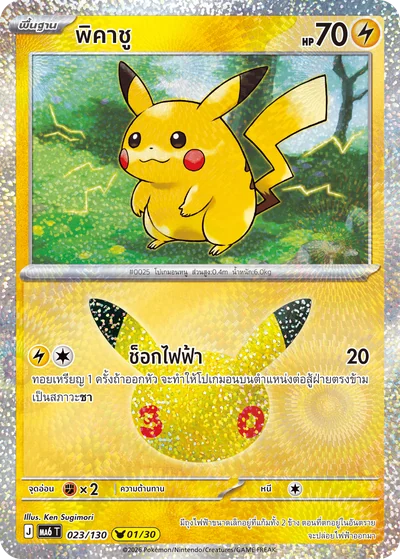 พื้นฐาน
พิคาชู
HP 70
#0025 โปเกมอนหนู ส่วนสูง:0.4m น้ำหนัก:6.0kg
ช็อกไฟฟ้า 20
ทอยเหรียญ 1 ครั้งถ้าออกหัว จะทำให้โปเกมอนบนตำแหน่งต่อสู้ฝ่ายตรงข้าม
เป็นสภาวะชา
30
จุดอ่อน ×2 ความต้านทาน หนี
Illus. Ken Sugimori
J MA6 T 023/130 01/30
มีถุงไฟฟ้าขนาดเล็กอยู่ที่แก้มทั้ง 2 ข้าง ตอนที่ตกอยู่ในอันตราย
จะปล่อยไฟฟ้าออกมา
©2026 Pokémon/Nintendo/Creatures/GAME FREAK.